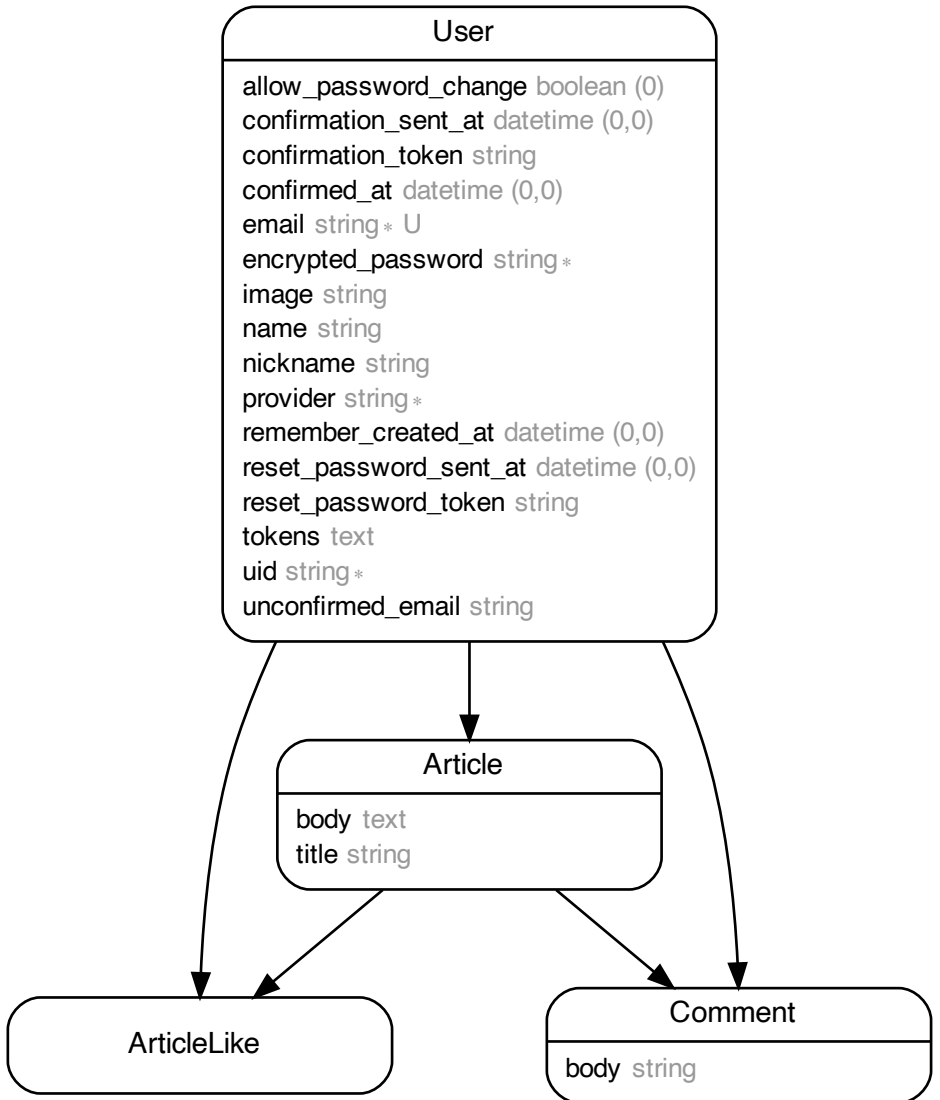 User
allow_password_change boolean (0)
confirmation_sent_at datetime (0,0)
confirmation_token string
confirmed_at datetime (0,0)
email string∗ U
encrypted_password string∗
image string
name string
nickname string
provider string∗
remember_created_at datetime (0,0)
reset_password_sent_at datetime (0,0)
reset_password_token string
tokens text
uid string∗
unconfirmed_email string
Article
body text
title string
ArticleLike
Comment
body string